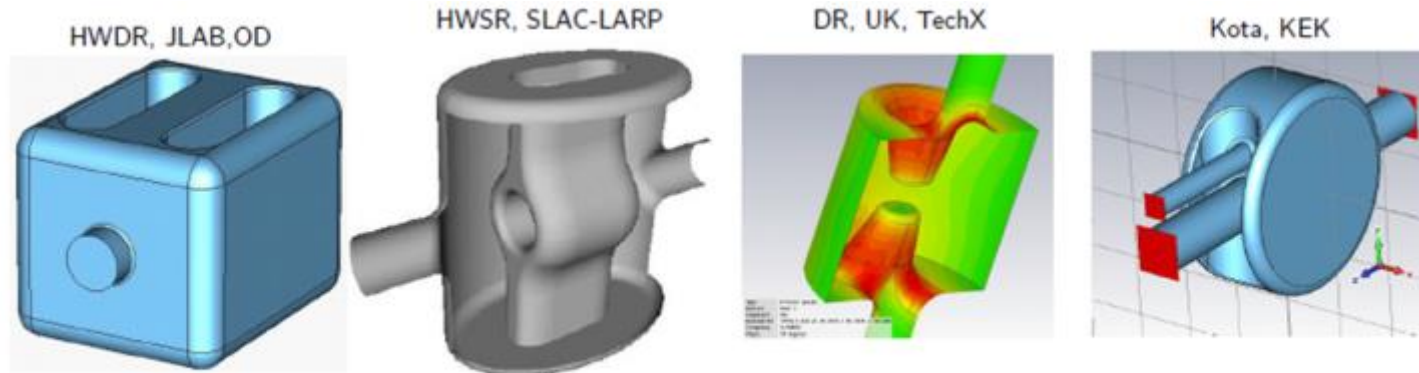 HWDR, JLAB,OD
HWSR, SLAC-LARP
DR, UK, TechX
Kota, KEK